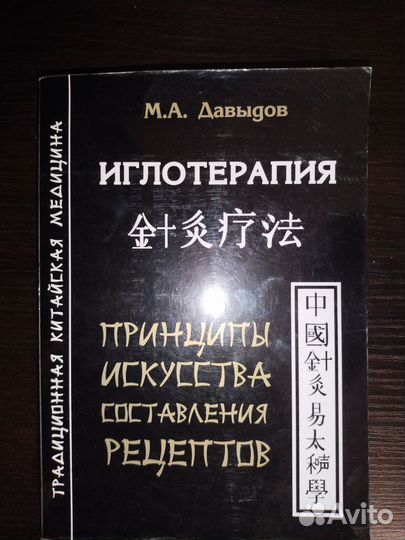 М.А. Давыдов
ИГЛОТЕРАПИЯ
針灸疗法
ПРИНЦИПЫ
ИСКУССТВА
СОСТАВЛЕНИЯ
РЕЦЕПТОВ
ТРАДИЦИОННАЯ КИТАЙСКАЯ МЕДИЦИНА
中國針灸易太學
Avito